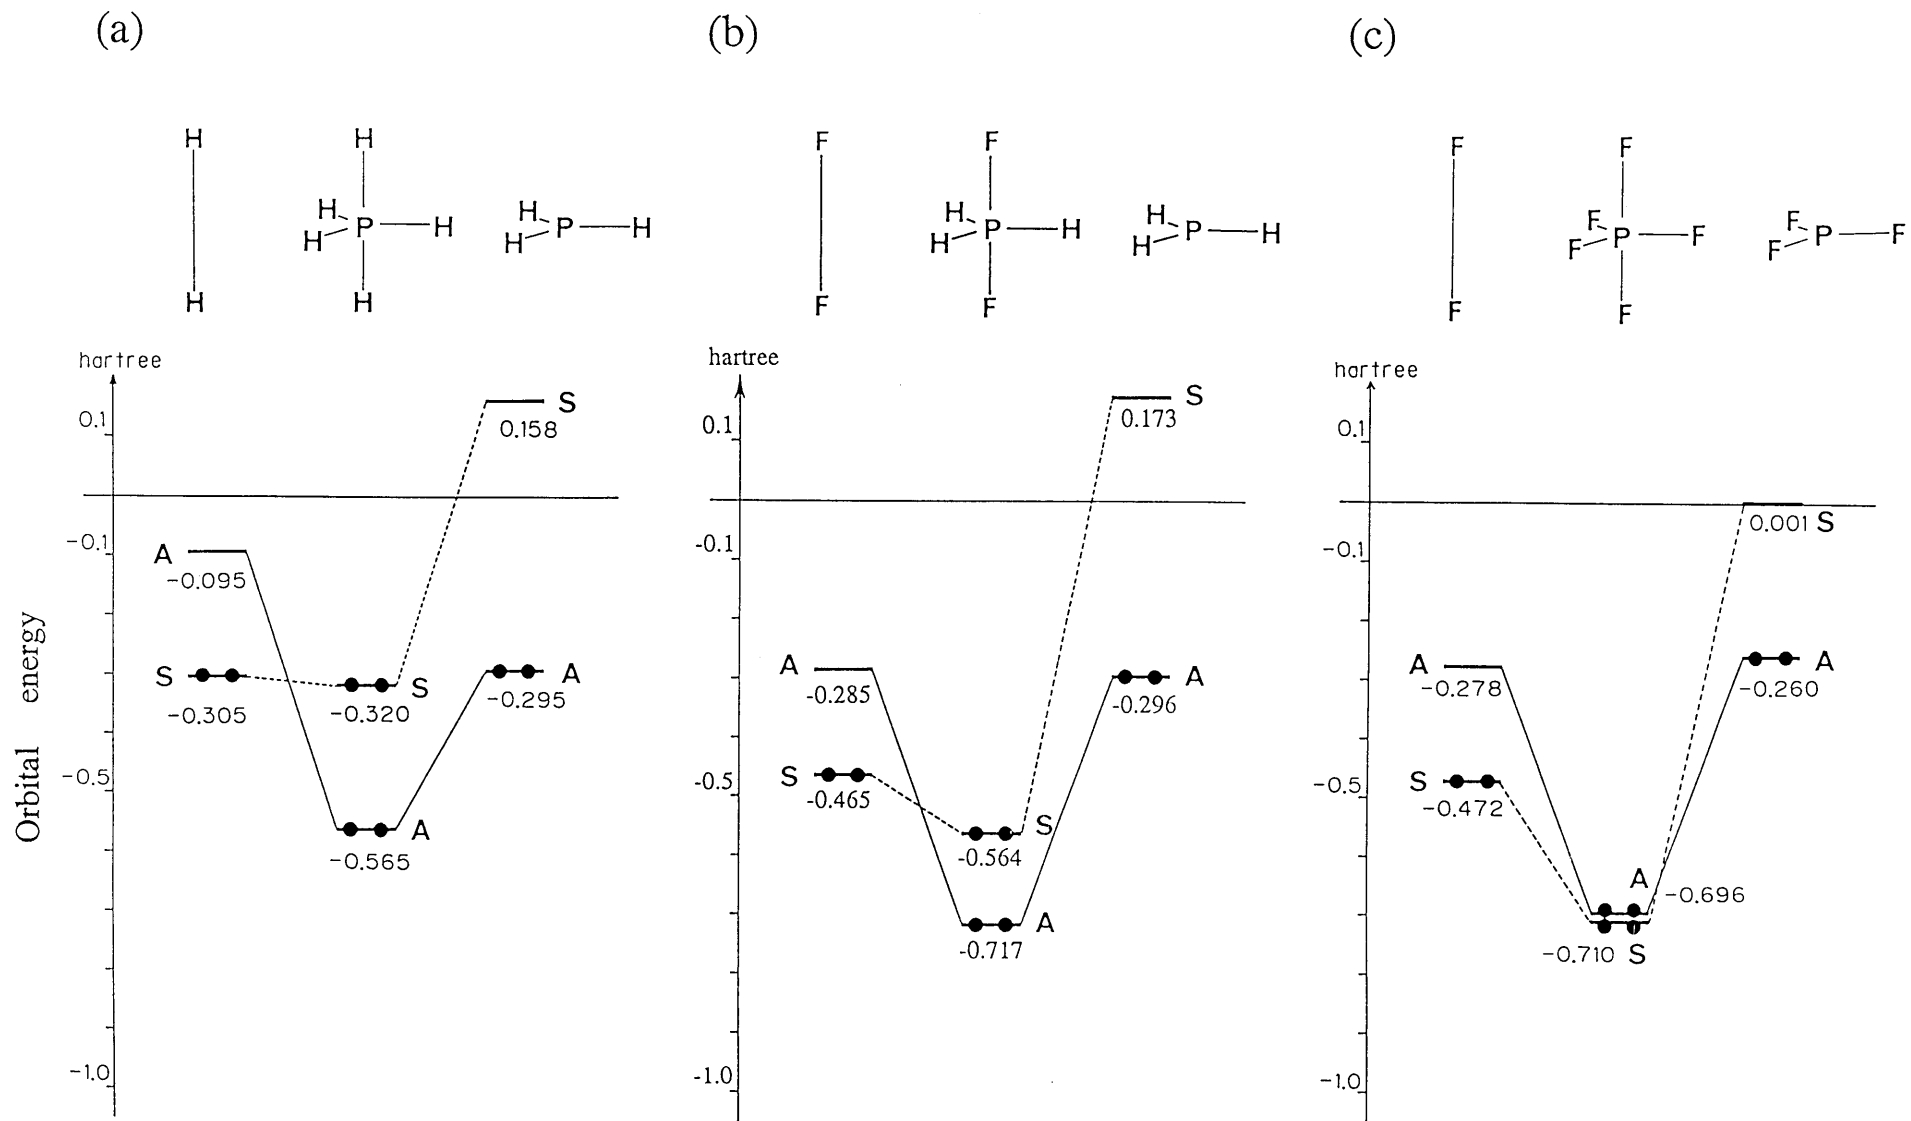 (a)
(b)
(c)
H
H
H
H
H
P
H
H
H
H
P
H
F
F
F
H
H
P
H
F
H
H
P
H
F
F
F
F
F
P
F
F
F
F
P
F
hartree
0.1
-0.1
-0.5
-1.0
Orbital energy
A
-0.095
S
-0.305
S
-0.320
A
-0.565
S
0.158
A
-0.295
hartree
0.1
-0.1
-0.5
-1.0
A
-0.285
S
-0.465
S
-0.564
A
-0.717
S
0.173
A
-0.296
hartree
0.1
-0.1
-0.5
-1.0
A
-0.278
S
-0.472
A
-0.696
-0.710 S
0.001 S
A
-0.260